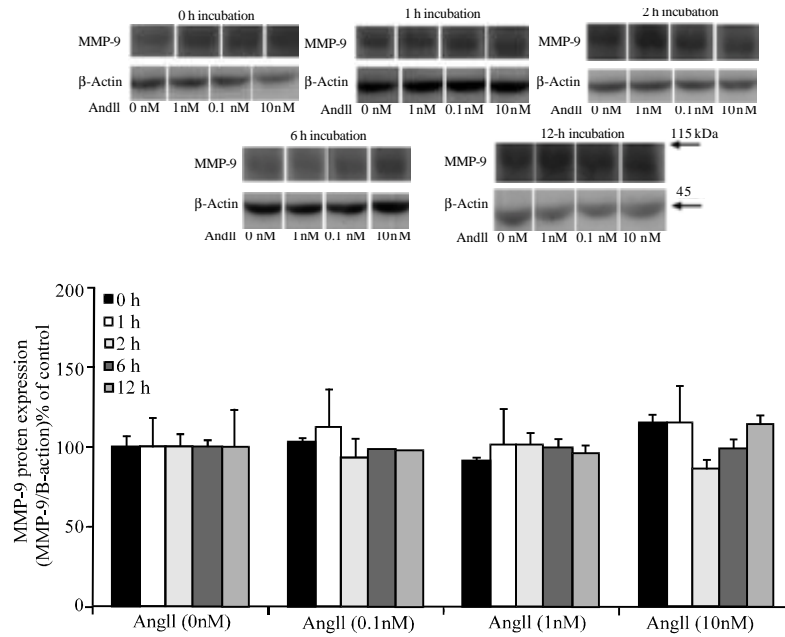 0 h incubation
MMP-9
β-Actin
AndII 0 nM 1nM 0.1 nM 10nM
1 h incubation
MMP-9
β-Actin
AndII 0 nM 1nM 0.1nM 10nM
2 h incubation
MMP-9
β-Actin
AndII 0 nM 1nM 0.1 nM 10nM
6 h incubation
MMP-9
β-Actin
AndII 0 nM 1nM 0.1 nM 10nM
12-h incubation
115 kDa
MMP-9
β-Actin
45
AndII 0 nM 1nM 0.1 nM 10 nM
MMP-9 proten expression
(MMP-9/B-action)% of control
200
150
100
50
0
0 h
1 h
2 h
6 h
12 h
AngII (0nM) AngII (0.1nM) AngII (1nM) AngII (10nM)